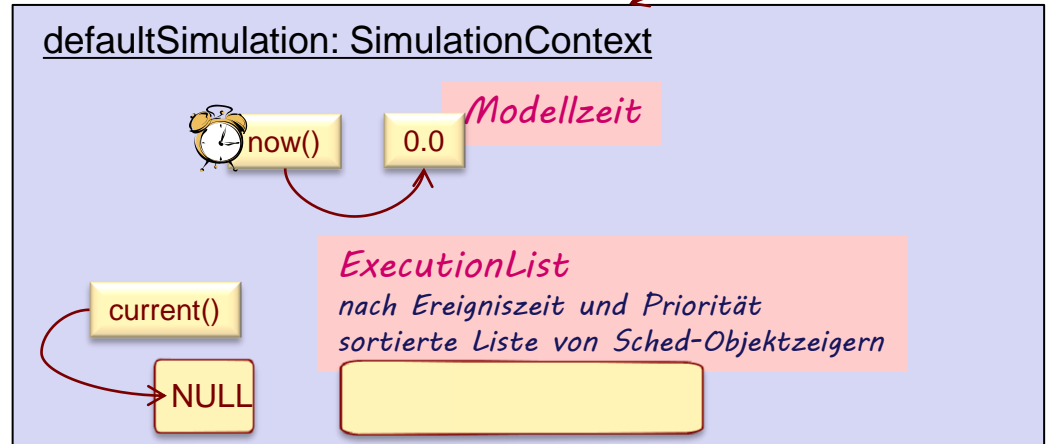 defaultSimulation: SimulationContext
Modellzeit
now()
0.0
ExecutionList
nach Ereigniszeit und Priorität
current()
sortierte Liste von Sched-Objektzeigern
NULL